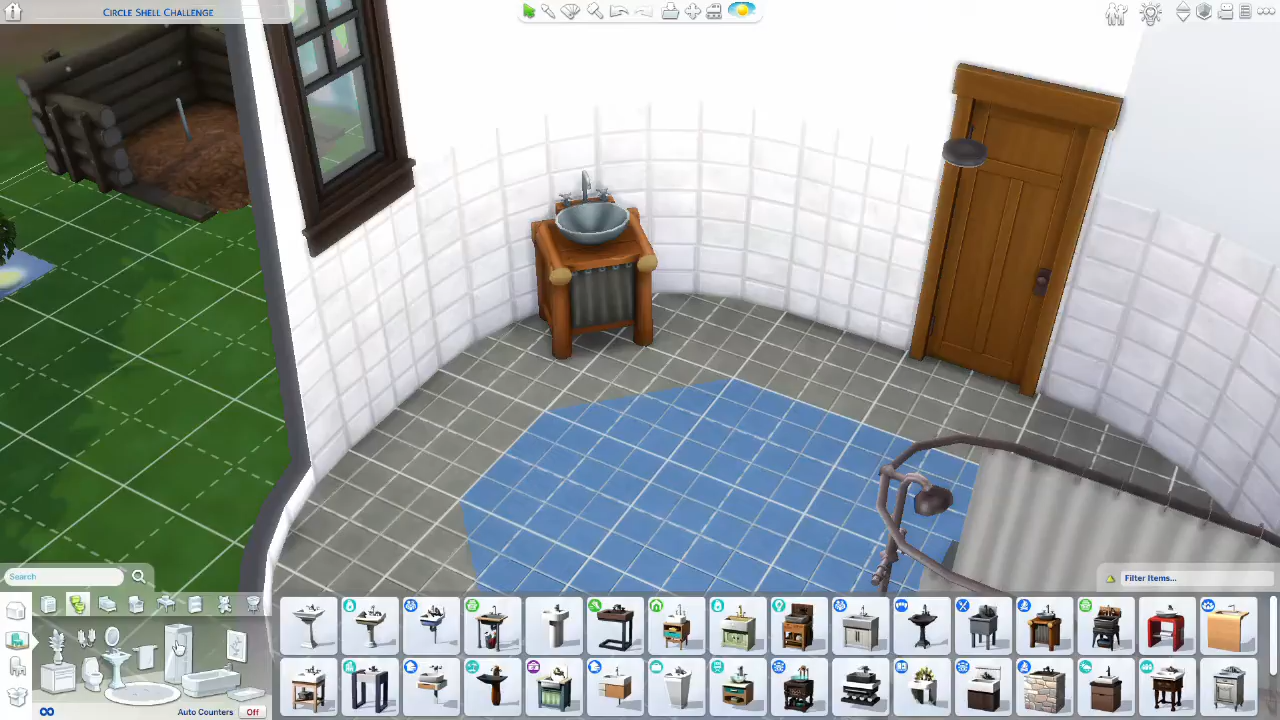 CIRCLE SHELL CHALLENGE
Search
Filter Items...
Auto Counters
Off